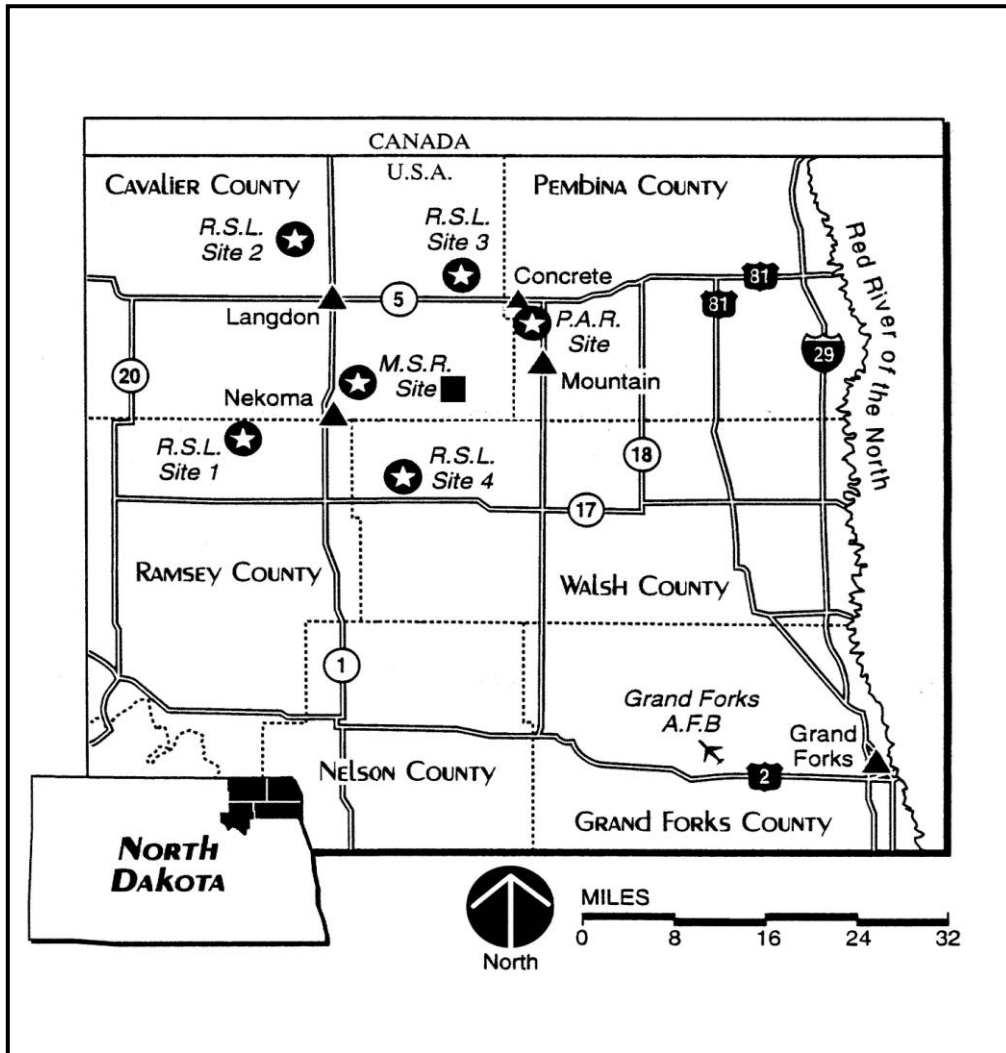 CANADA
U.S.A.
CAVALIER COUNTY
PEMBINA COUNTY
R.S.L.
Site 2
R.S.L.
Site 3
Concrete
81
81
Langdon
5
P.A.R.
Site
29
Red River of the North
20
M.S.R.
Site
Mountain
Nekoma
R.S.L.
Site 1
R.S.L.
Site 4
18
17
RAMSEY COUNTY
WALSH COUNTY
1
Grand Forks
A.F.B
Grand
Forks
NELSON COUNTY
2
GRAND FORKS COUNTY
NORTH
DAKOTA
North
MILES
0 8 16 24 32